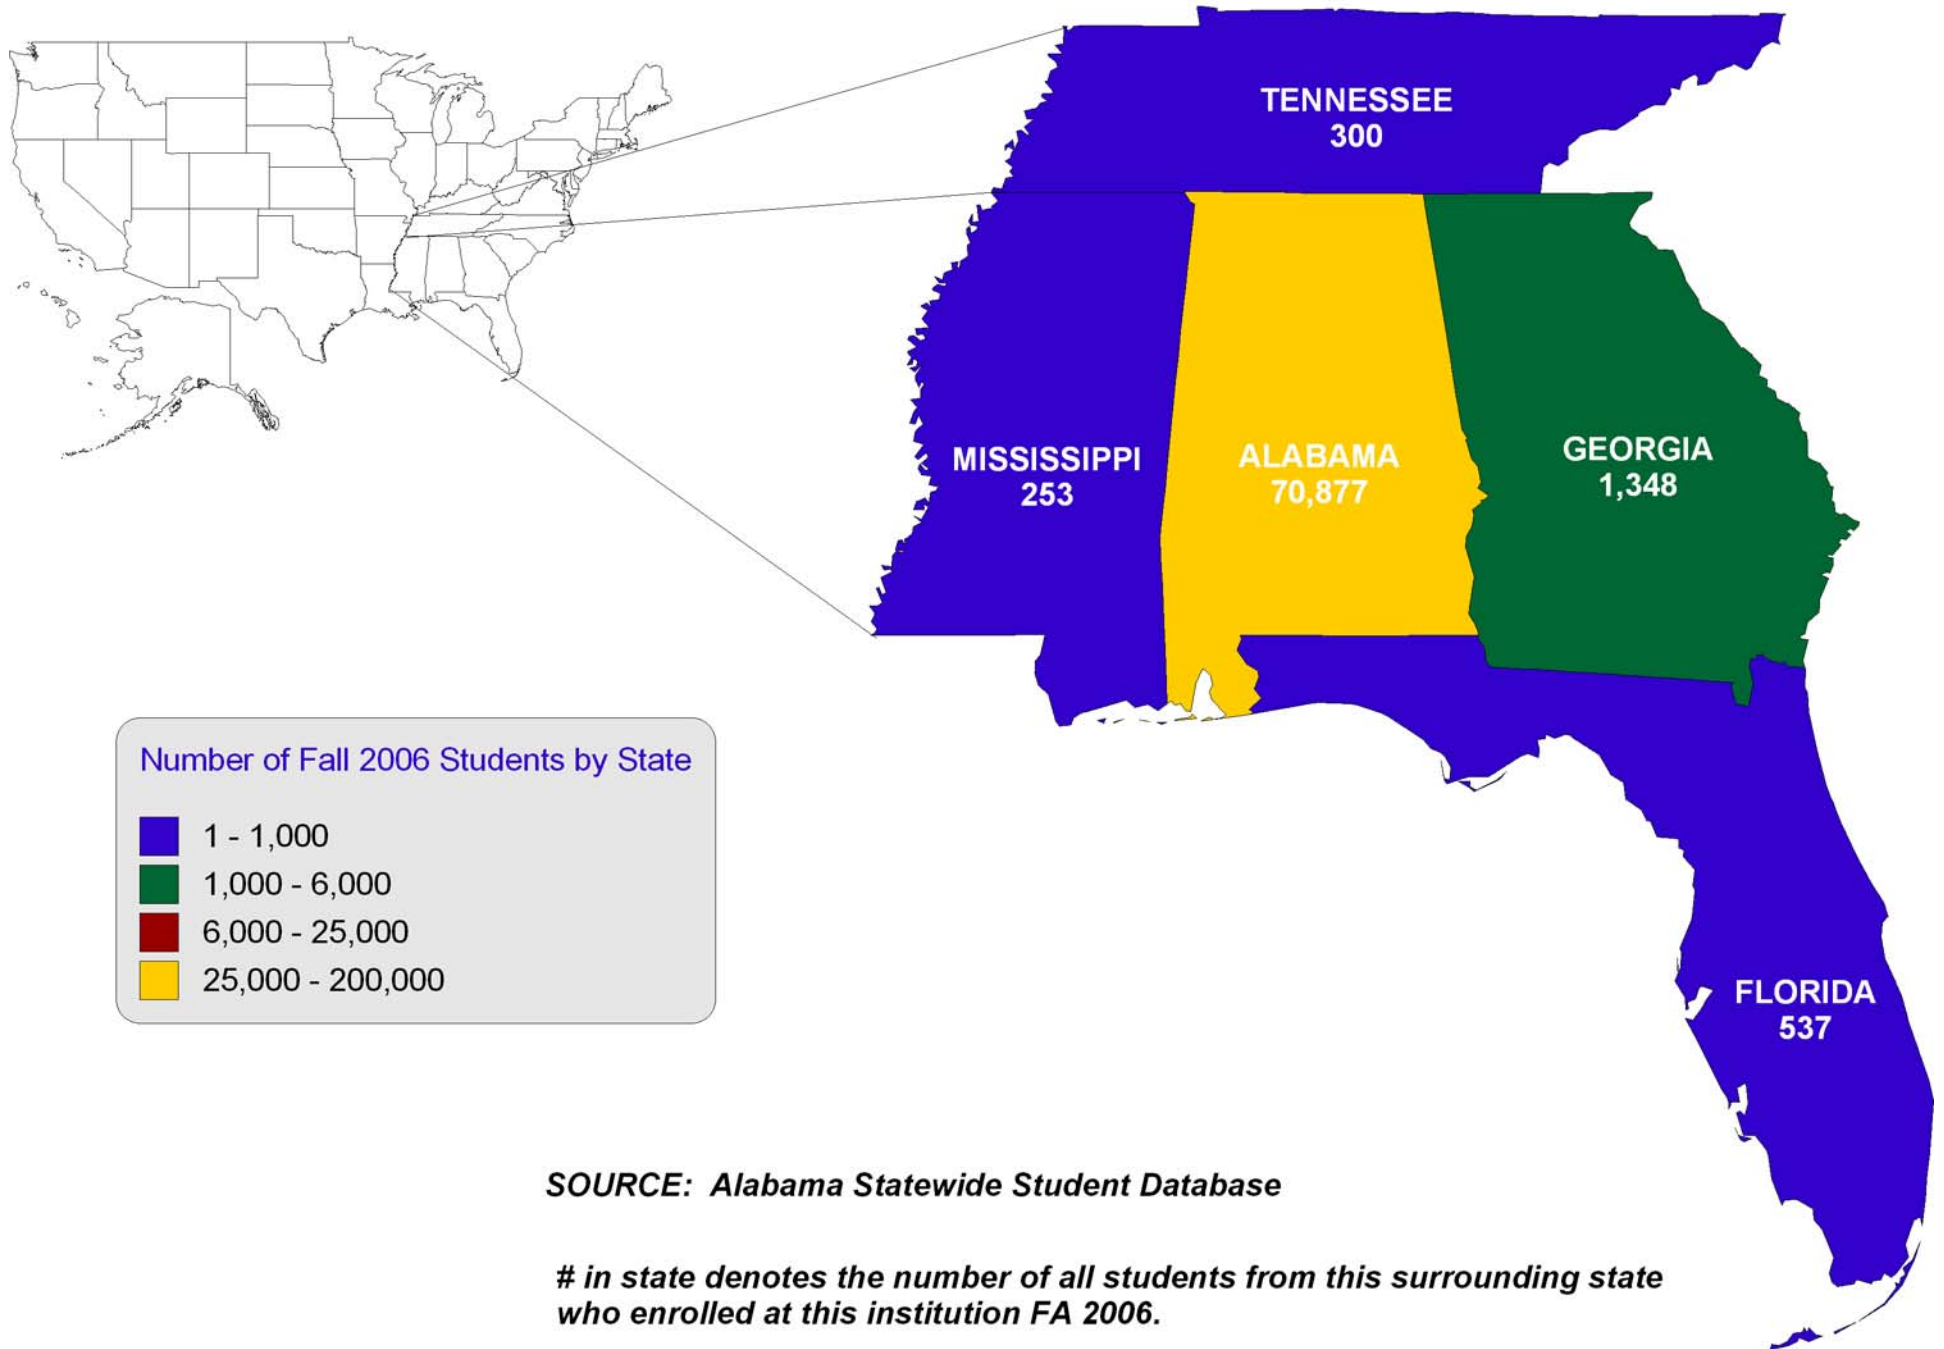 TENNESSEE
300
MISSISSIPPI
253
ALABAMA
70,877
GEORGIA
1,348
FLORIDA
537
Number of Fall 2006 Students by State
1 - 1,000
1,000 - 6,000
6,000 - 25,000
25,000 - 200,000
SOURCE: Alabama Statewide Student Database
# in state denotes the number of all students from this surrounding state
who enrolled at this institution FA 2006.